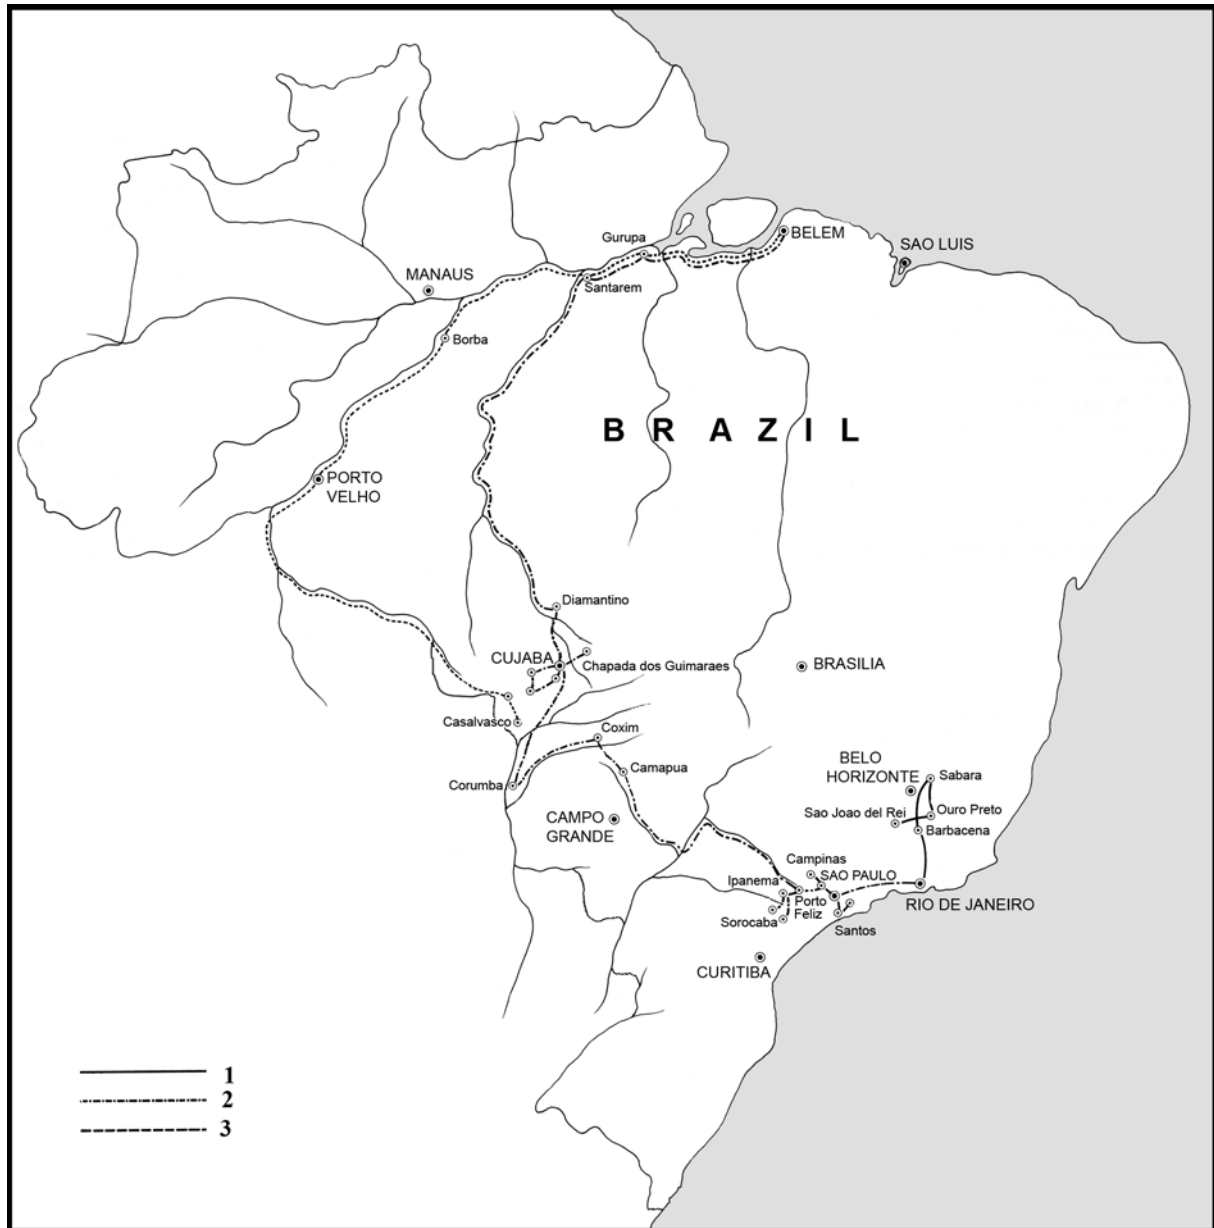 Gurupa
BELEM
SAO LUIS
MANAUS
Santarem
Borba
BRAZIL
PORTO
VELHO
Diamantino
CUJABA
Chapada dos Guimaraes
BRASILIA
Casalvasco
Coxim
Camapua
Corumba
BELO
HORIZONTE
Sabara
CAMPO
GRANDE
Sao Joao del Rei
Ouro Preto
Barbacena
Campinas
SAO PAULO
Ipanema
Porto
Feliz
RIO DE JANEIRO
Sorocaba
Santos
CURITIBA
1
2
3